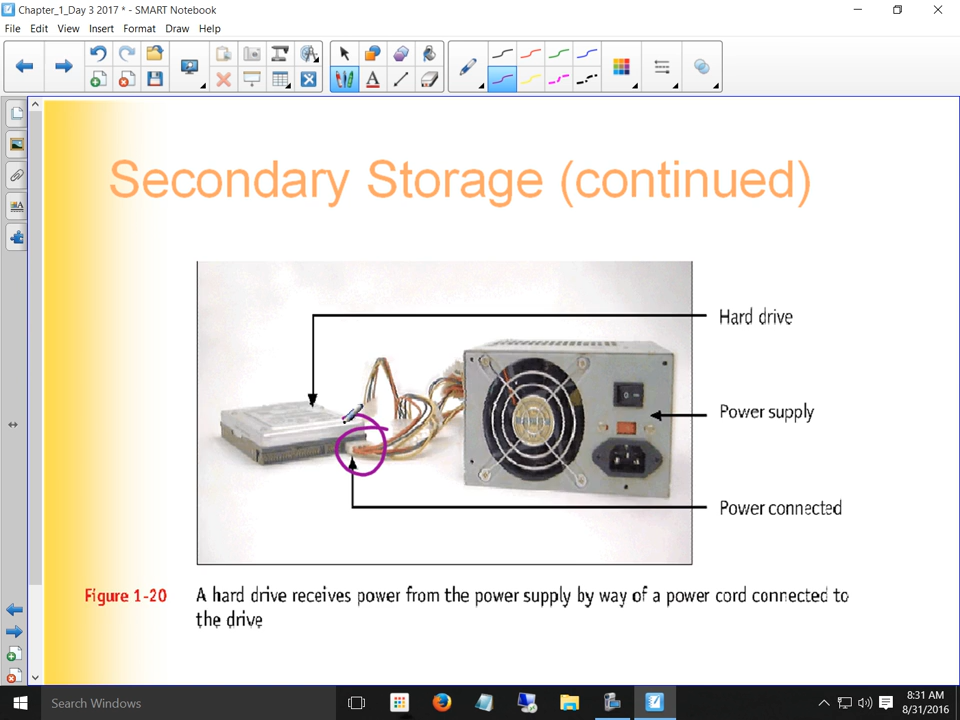 Chapter_1_Day 3 2017 * - SMART Notebook
File Edit View Insert Format Draw Help
Secondary Storage (continued)
Hard drive
Power supply
Power connected
Figure 1-20 A hard drive receives power from the power supply by way of a power cord connected to
the drive
Search Windows
8:31 AM
8/31/2016